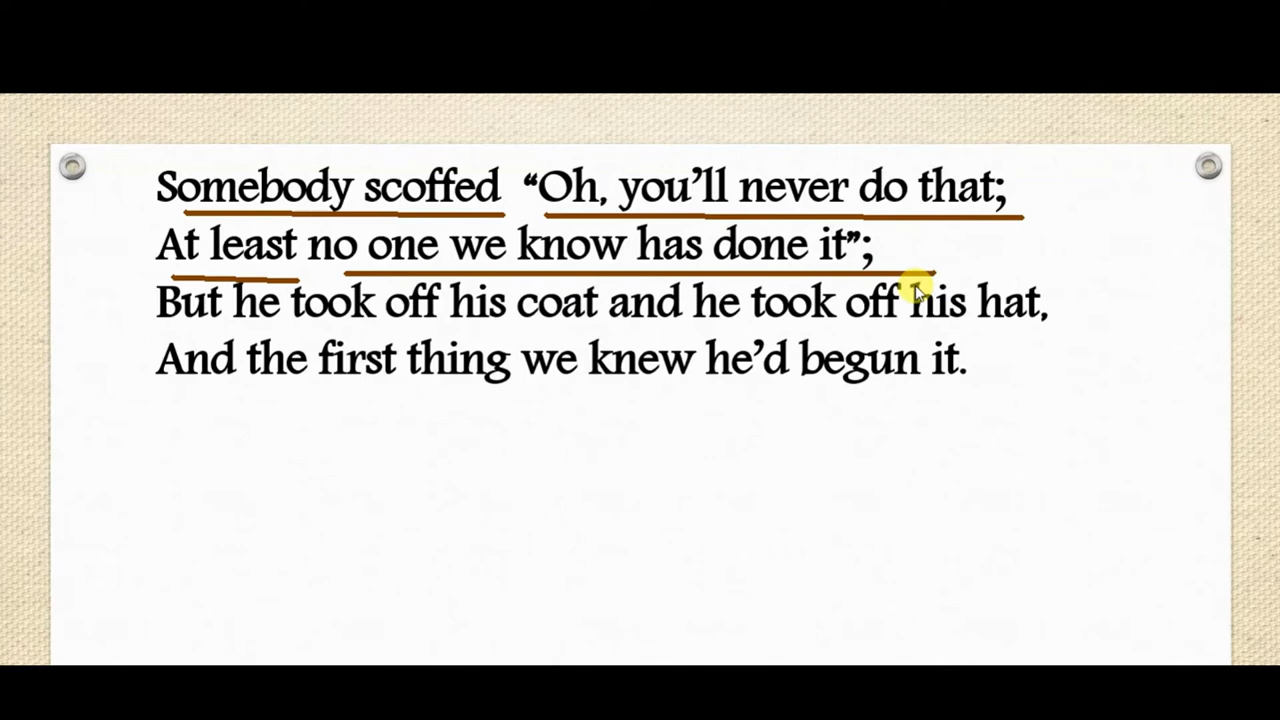 Somebody scoffed “Oh, you’ll never do that;
At least no one we know has done it”;
But he took off his coat and he took off his hat,
And the first thing we knew he’d begun it.